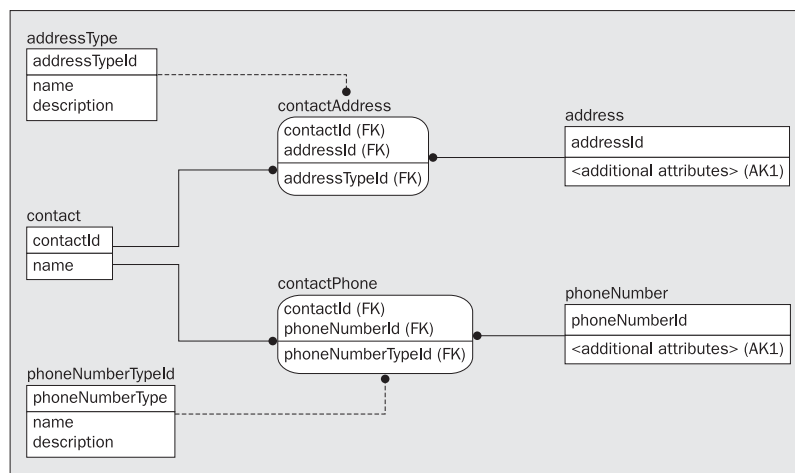 addressType
addressTypeId
name
description
contactAddress
contactId (FK)
addressId (FK)
addressTypeId (FK)
address
addressId
<additional attributes> (AK1)
contact
contactId
name
contactPhone
contactId (FK)
phoneNumberId (FK)
phoneNumberTypeId (FK)
phoneNumber
phoneNumberId
<additional attributes> (AK1)
phoneNumberTypeId
phoneNumberType
name
description